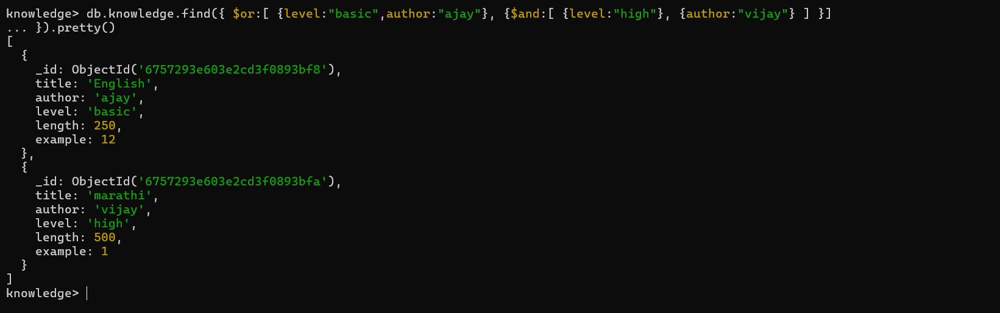 knowledge> db.knowledge.find({ $or:[ {level:"basic",author:"ajay"}, {$and:[ {level:"high"}, {author:"vijay"} ] }]
... }).pretty()
[
  {
    _id: ObjectId('6757293e603e2cd3f0893bf8'),
    title: 'English',
    author: 'ajay',
    level: 'basic',
    length: 250,
    example: 12
  },
  {
    _id: ObjectId('6757293e603e2cd3f0893bfa'),
    title: 'marathi',
    author: 'vijay',
    level: 'high',
    length: 500,
    example: 1
  }
]
knowledge>